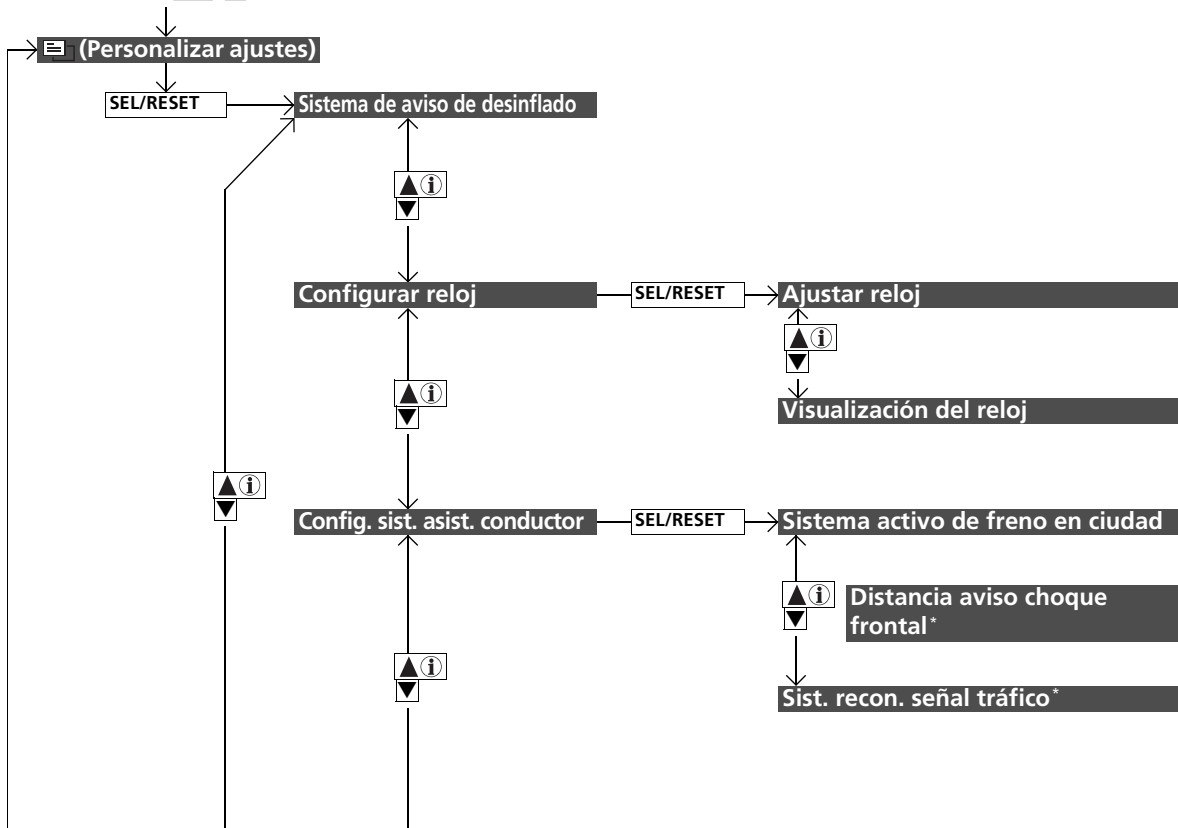 (Personalizar ajustes)
SEL/RESET
Sistema de aviso de desinflado
Configurar reloj
SEL/RESET
Ajustar reloj
Visualización del reloj
Config. sist. asist. conductor
SEL/RESET
Sistema activo de freno en ciudad
Distancia aviso choque
frontal*
Sist. recon. señal tráfico*